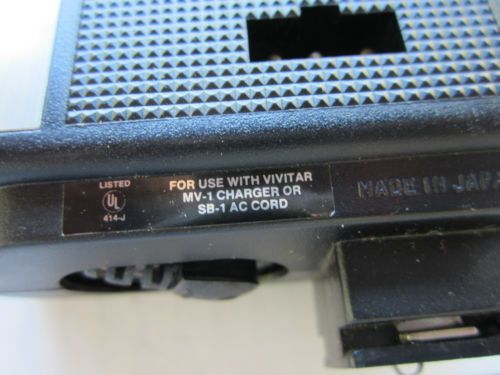 LISTED
UL
414-J
FOR USE WITH VIVITAR
MV-1 CHARGER OR
SB-1 AC CORD
MADE IN JAPA